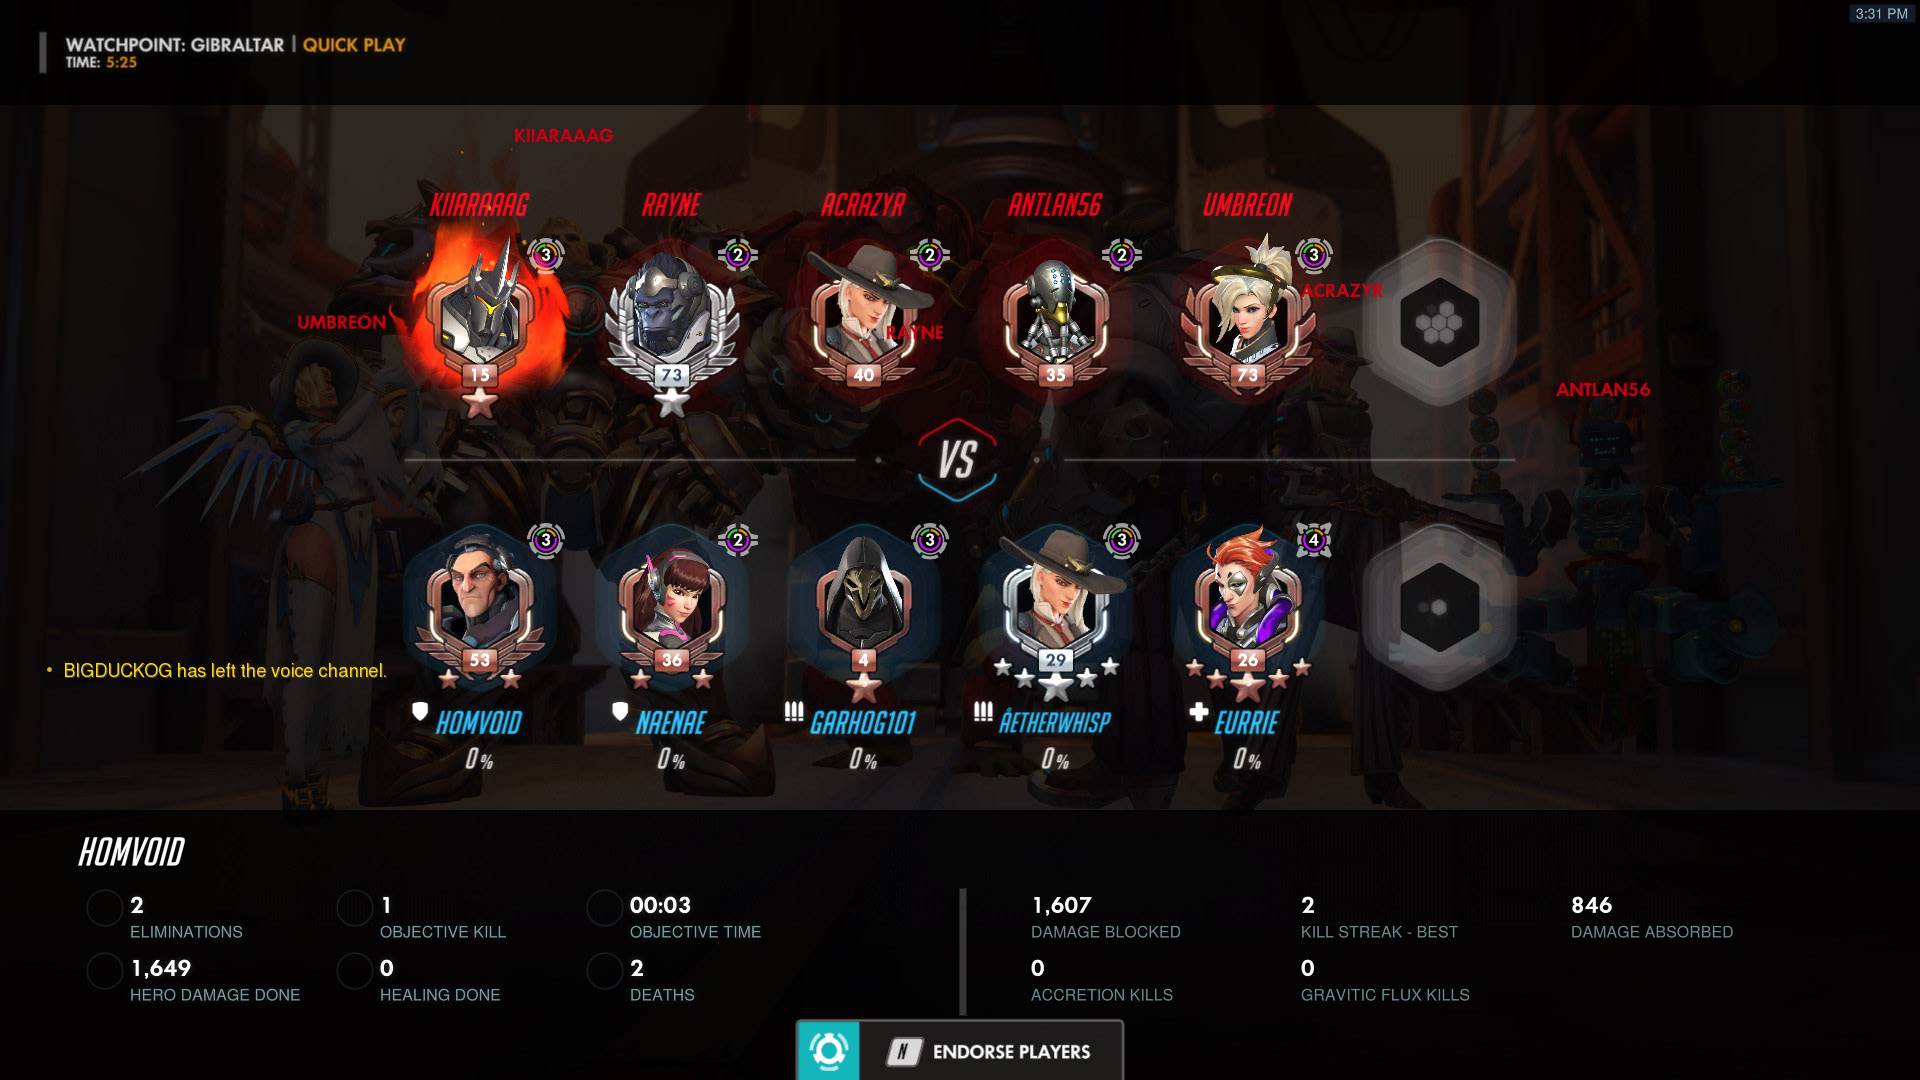 3:31 PM
WATCHPOINT: GIBRALTAR | QUICK PLAY
TIME: 5:25
KIIARAAAG
KIIARAAAG RAYNE ACRAZYR ANTLAN56 UMBREON
3 2 2 2 3
ACRAZYR
UMBREON
RAYNE
15 73 40 35 73
ANTLAN56
VS
3 2 3 3 4
53 36 4 29 26
• BIGDUCKOG has left the voice channel.
HOMVOID NAENAE GARHOG101 ÅETHERWHISP EURRIE
0% 0% 0% 0% 0%
HOMVOID
2 1 00:03 1,607 2 846
ELIMINATIONS OBJECTIVE KILL OBJECTIVE TIME DAMAGE BLOCKED KILL STREAK - BEST DAMAGE ABSORBED
1,649 0 2 0 0
HERO DAMAGE DONE HEALING DONE DEATHS ACCRETION KILLS GRAVITIC FLUX KILLS
N ENDORSE PLAYERS